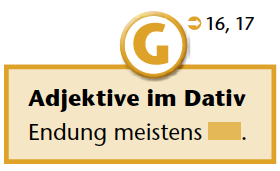 G
➲ 16, 17
Adjektive im Dativ
Endung meistens .